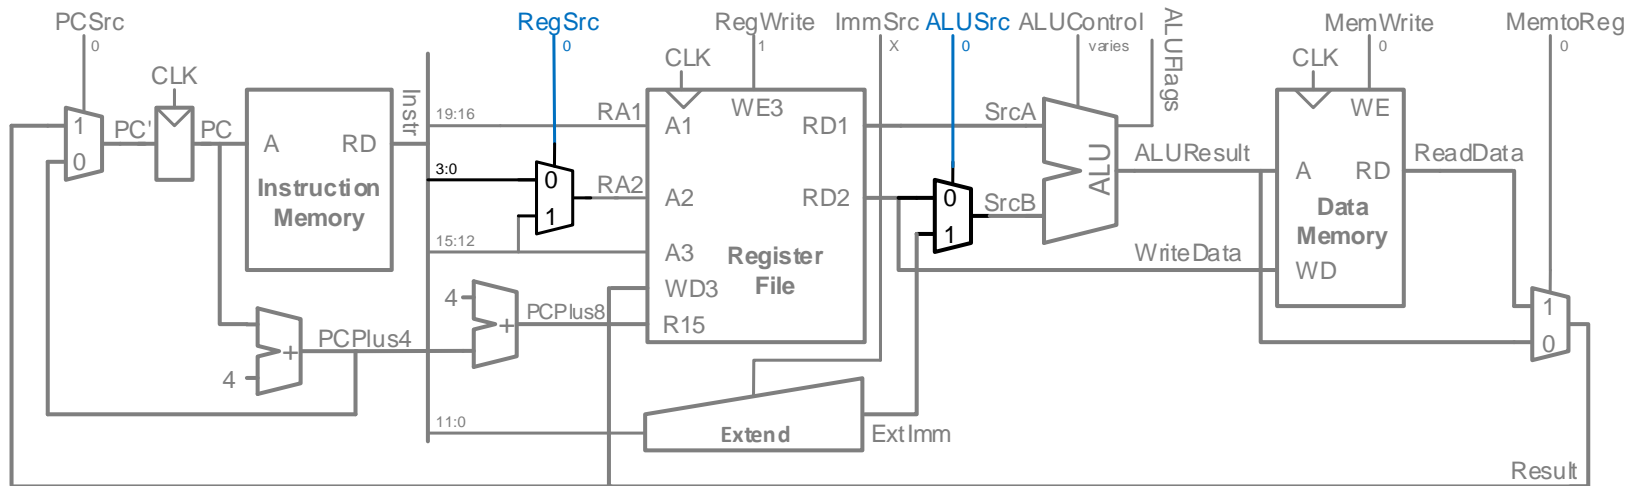 PCSrc
0
RegSrc
0
RegWrite
1
ImmSrc
X
ALUSrc
0
ALUControl
varies
ALUFlags
MemWrite
0
MemtoReg
0
CLK
CLK
CLK
1
0
PC'
PC
A
RD
Instruction
Memory
Instr
19:16
3:0
15:12
11:0
0
1
RA1
RA2
A1
A2
A3
WD3
R15
WE3
RD1
RD2
Register
File
SrcA
0
1
SrcB
ALU
ALUResult
WriteData
A
RD
WE
WD
Data
Memory
ReadData
1
0
4
+
PCPlus4
4
+
PCPlus8
Extend
ExtImm
Result